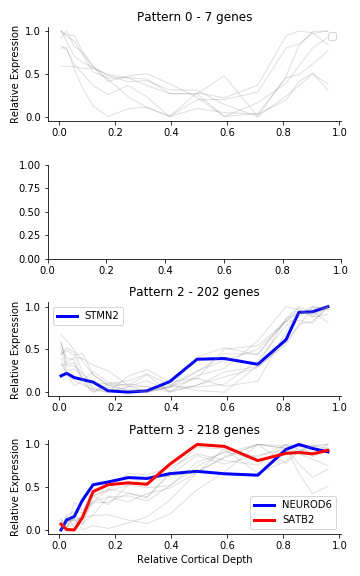 Pattern 0 - 7 genes
Relative Expression
1.0
0.5
0.0
0.0 0.2 0.4 0.6 0.8 1.0
1.00
0.75
0.50
0.25
0.00
0.0 0.2 0.4 0.6 0.8 1.0
Pattern 2 - 202 genes
Relative Expression
1.0
0.5
0.0
STMN2
0.0 0.2 0.4 0.6 0.8 1.0
Pattern 3 - 218 genes
Relative Expression
1.0
0.5
0.0
NEUROD6
SATB2
0.0 0.2 0.4 0.6 0.8 1.0
Relative Cortical Depth